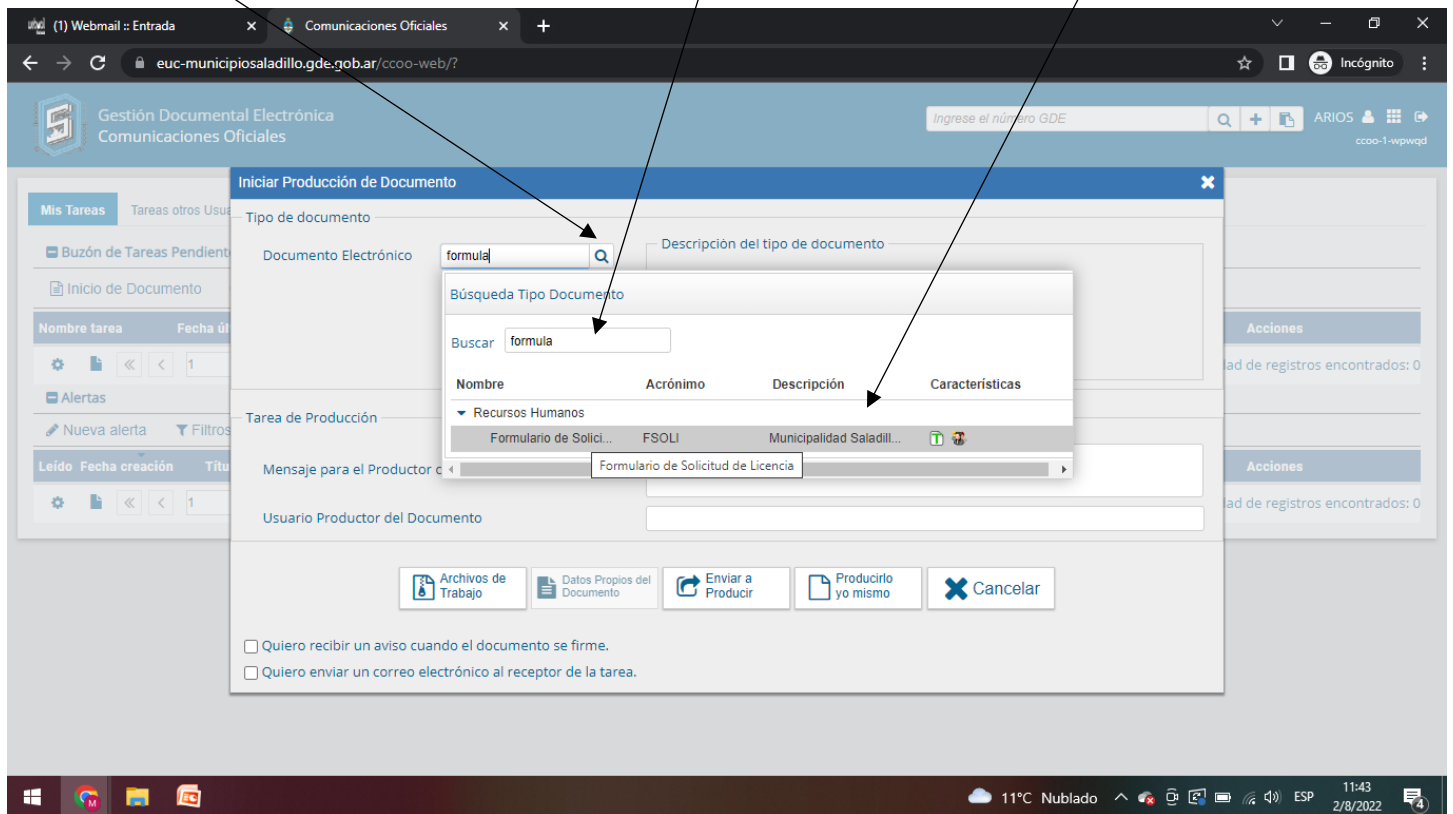 (1) Webmail :: Entrada
Comunicaciones Oficiales
euc-municipiosaladillo.gde.gob.ar/ccoo-web/?
Incógnito
Gestión Documental Electrónica
Comunicaciones Oficiales
Ingrese el número GDE
ARIOS
ccoo-1-wpwqd
Mis Tareas
Tareas otros Usua
Buzón de Tareas Pendient
Inicio de Documento
Nombre tarea
Fecha úl
Acciones
1
ad de registros encontrados: 0
Alertas
Nueva alerta
Filtros
Leído
Fecha creación
Títu
Acciones
1
ad de registros encontrados: 0
Iniciar Producción de Documento
Tipo de documento
Documento Electrónico
formula
Descripción del tipo de documento
Búsqueda Tipo Documento
Buscar
formula
Nombre
Acrónimo
Descripción
Características
Recursos Humanos
Formulario de Solici...
FSOLI
Municipalidad Saladill...
Formulario de Solicitud de Licencia
Tarea de Producción
Mensaje para el Productor d
Usuario Productor del Documento
Archivos de Trabajo
Datos Propios del Documento
Enviar a Producir
Producirlo yo mismo
Cancelar
Quiero recibir un aviso cuando el documento se firme.
Quiero enviar un correo electrónico al receptor de la tarea.
11°C Nublado
ESP
11:43
2/8/2022
4